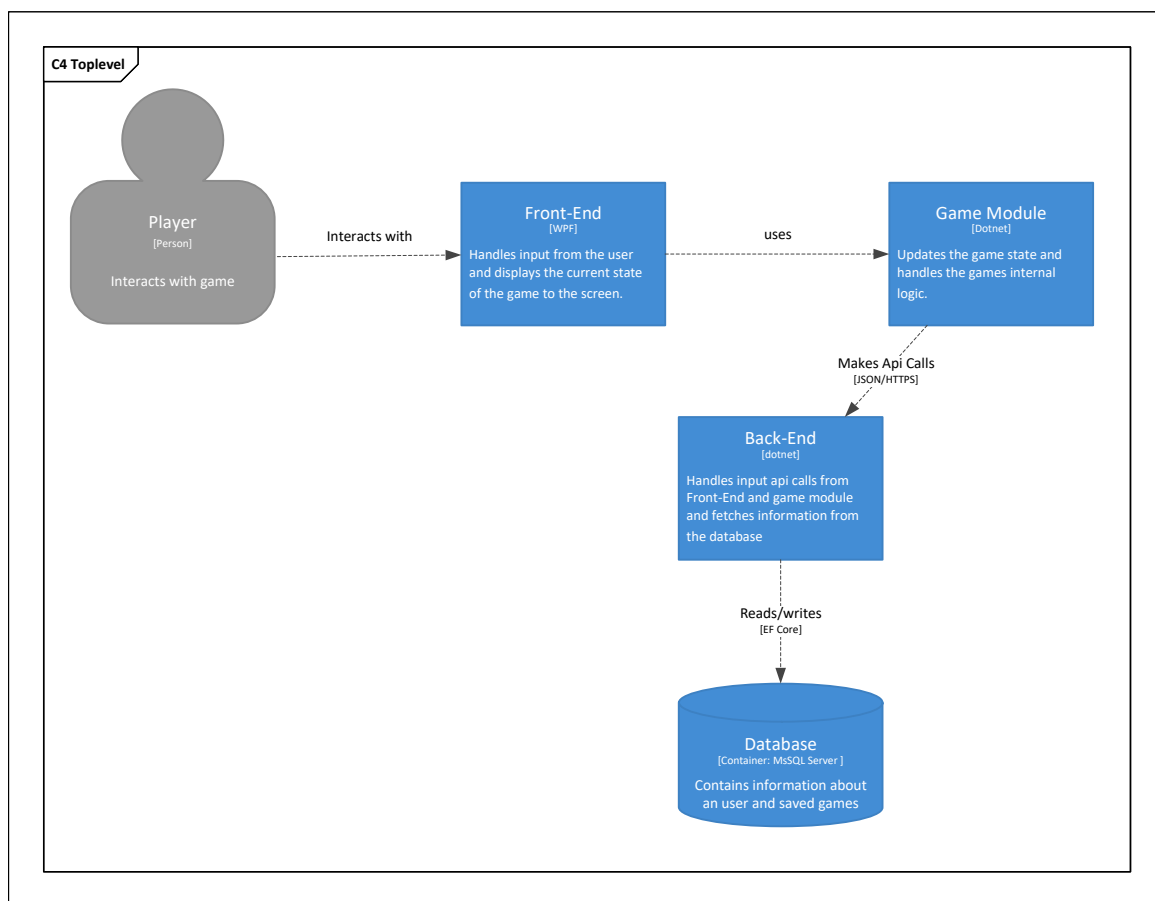 C4 Toplevel
Player
[Person]
Interacts with game
Interacts with
Front-End
[WPF]
Handles input from the user
and displays the current state
of the game to the screen.
uses
Game Module
[Dotnet]
Updates the game state and
handles the games internal
logic.
Makes Api Calls
[JSON/HTTPS]
Back-End
[dotnet]
Handles input api calls from
Front-End and game module
and fetches information from
the database
Reads/writes
[EF Core]
Database
[Container: MsSQL Server ]
Contains information about
an user and saved games